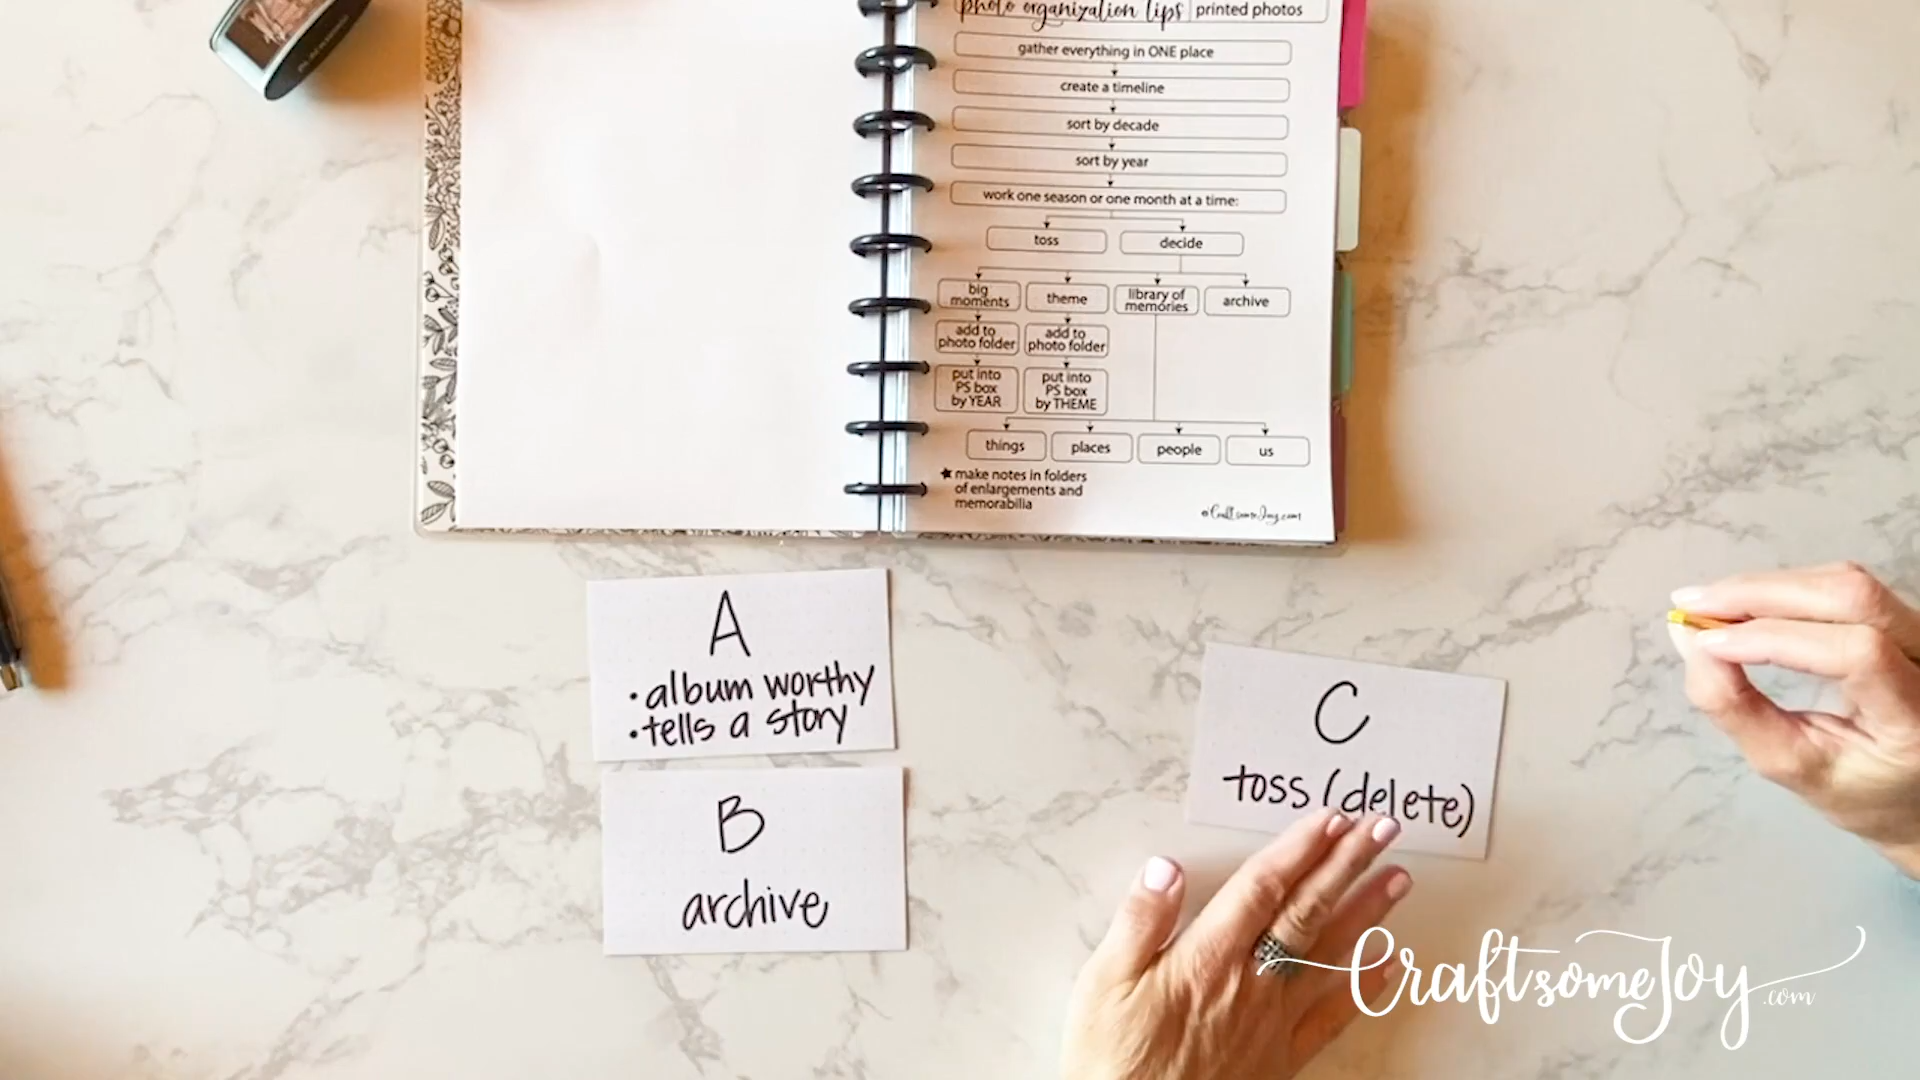 photo organization tips printed photos
gather everything in ONE place
create a timeline
sort by decade
sort by year
work one season or one month at a time:
toss
decide
big
moments
theme
library of
memories
archive
add to
photo folder
add to
photo folder
put into
PS box
by YEAR
put into
PS box
by THEME
things
places
people
us
★ make notes in folders
of enlargements and
memorabilia
©CraftsomeJoy.com
A
• album worthy
• tells a story
B
archive
C
toss (delete)
CraftsomeJoy.com